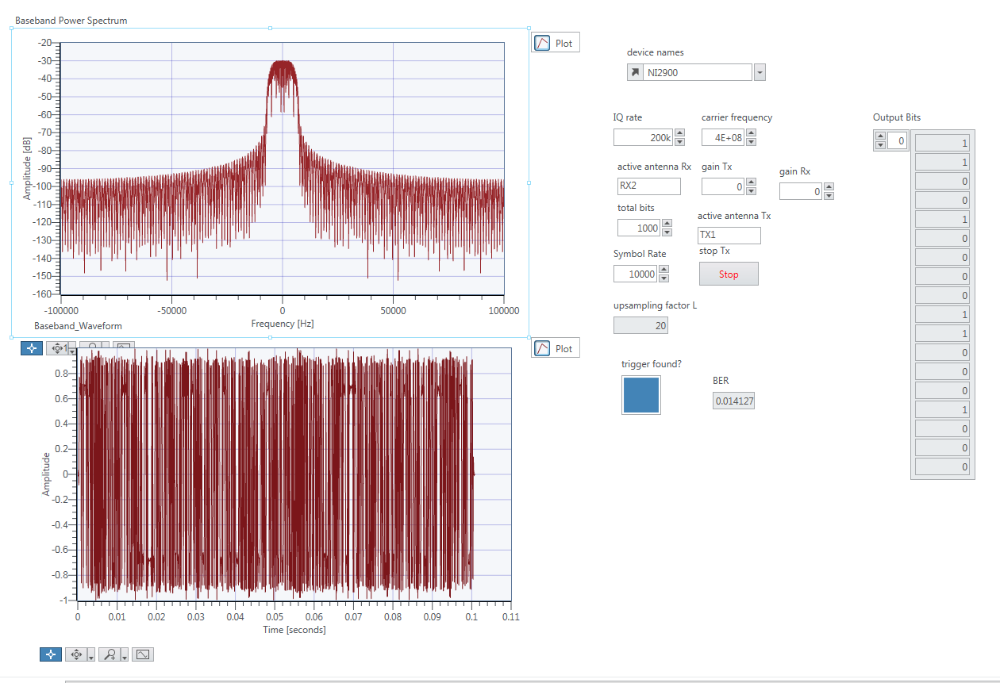 Baseband Power Spectrum
-20
-30
-40
-50
-60
-70
-80
-90
-100
-110
-120
-130
-140
-150
-160
Amplitude [dB]
-100000 -50000 0 50000 100000
Frequency [Hz]
Plot
Baseband_Waveform
Plot
1
0.8
0.6
0.4
0.2
0
-0.2
-0.4
-0.6
-0.8
-1
Amplitude
0 0.01 0.02 0.03 0.04 0.05 0.06 0.07 0.08 0.09 0.1 0.11
Time [seconds]
device names
NI2900
IQ rate
200k
carrier frequency
4E+08
active antenna Rx
RX2
gain Tx
0
gain Rx
0
total bits
1000
active antenna Tx
TX1
Symbol Rate
10000
stop Tx
Stop
upsampling factor L
20
trigger found?
BER
0.014127
Output Bits
0
1
1
0
0
1
0
0
0
0
1
1
0
0
0
1
0
0
0